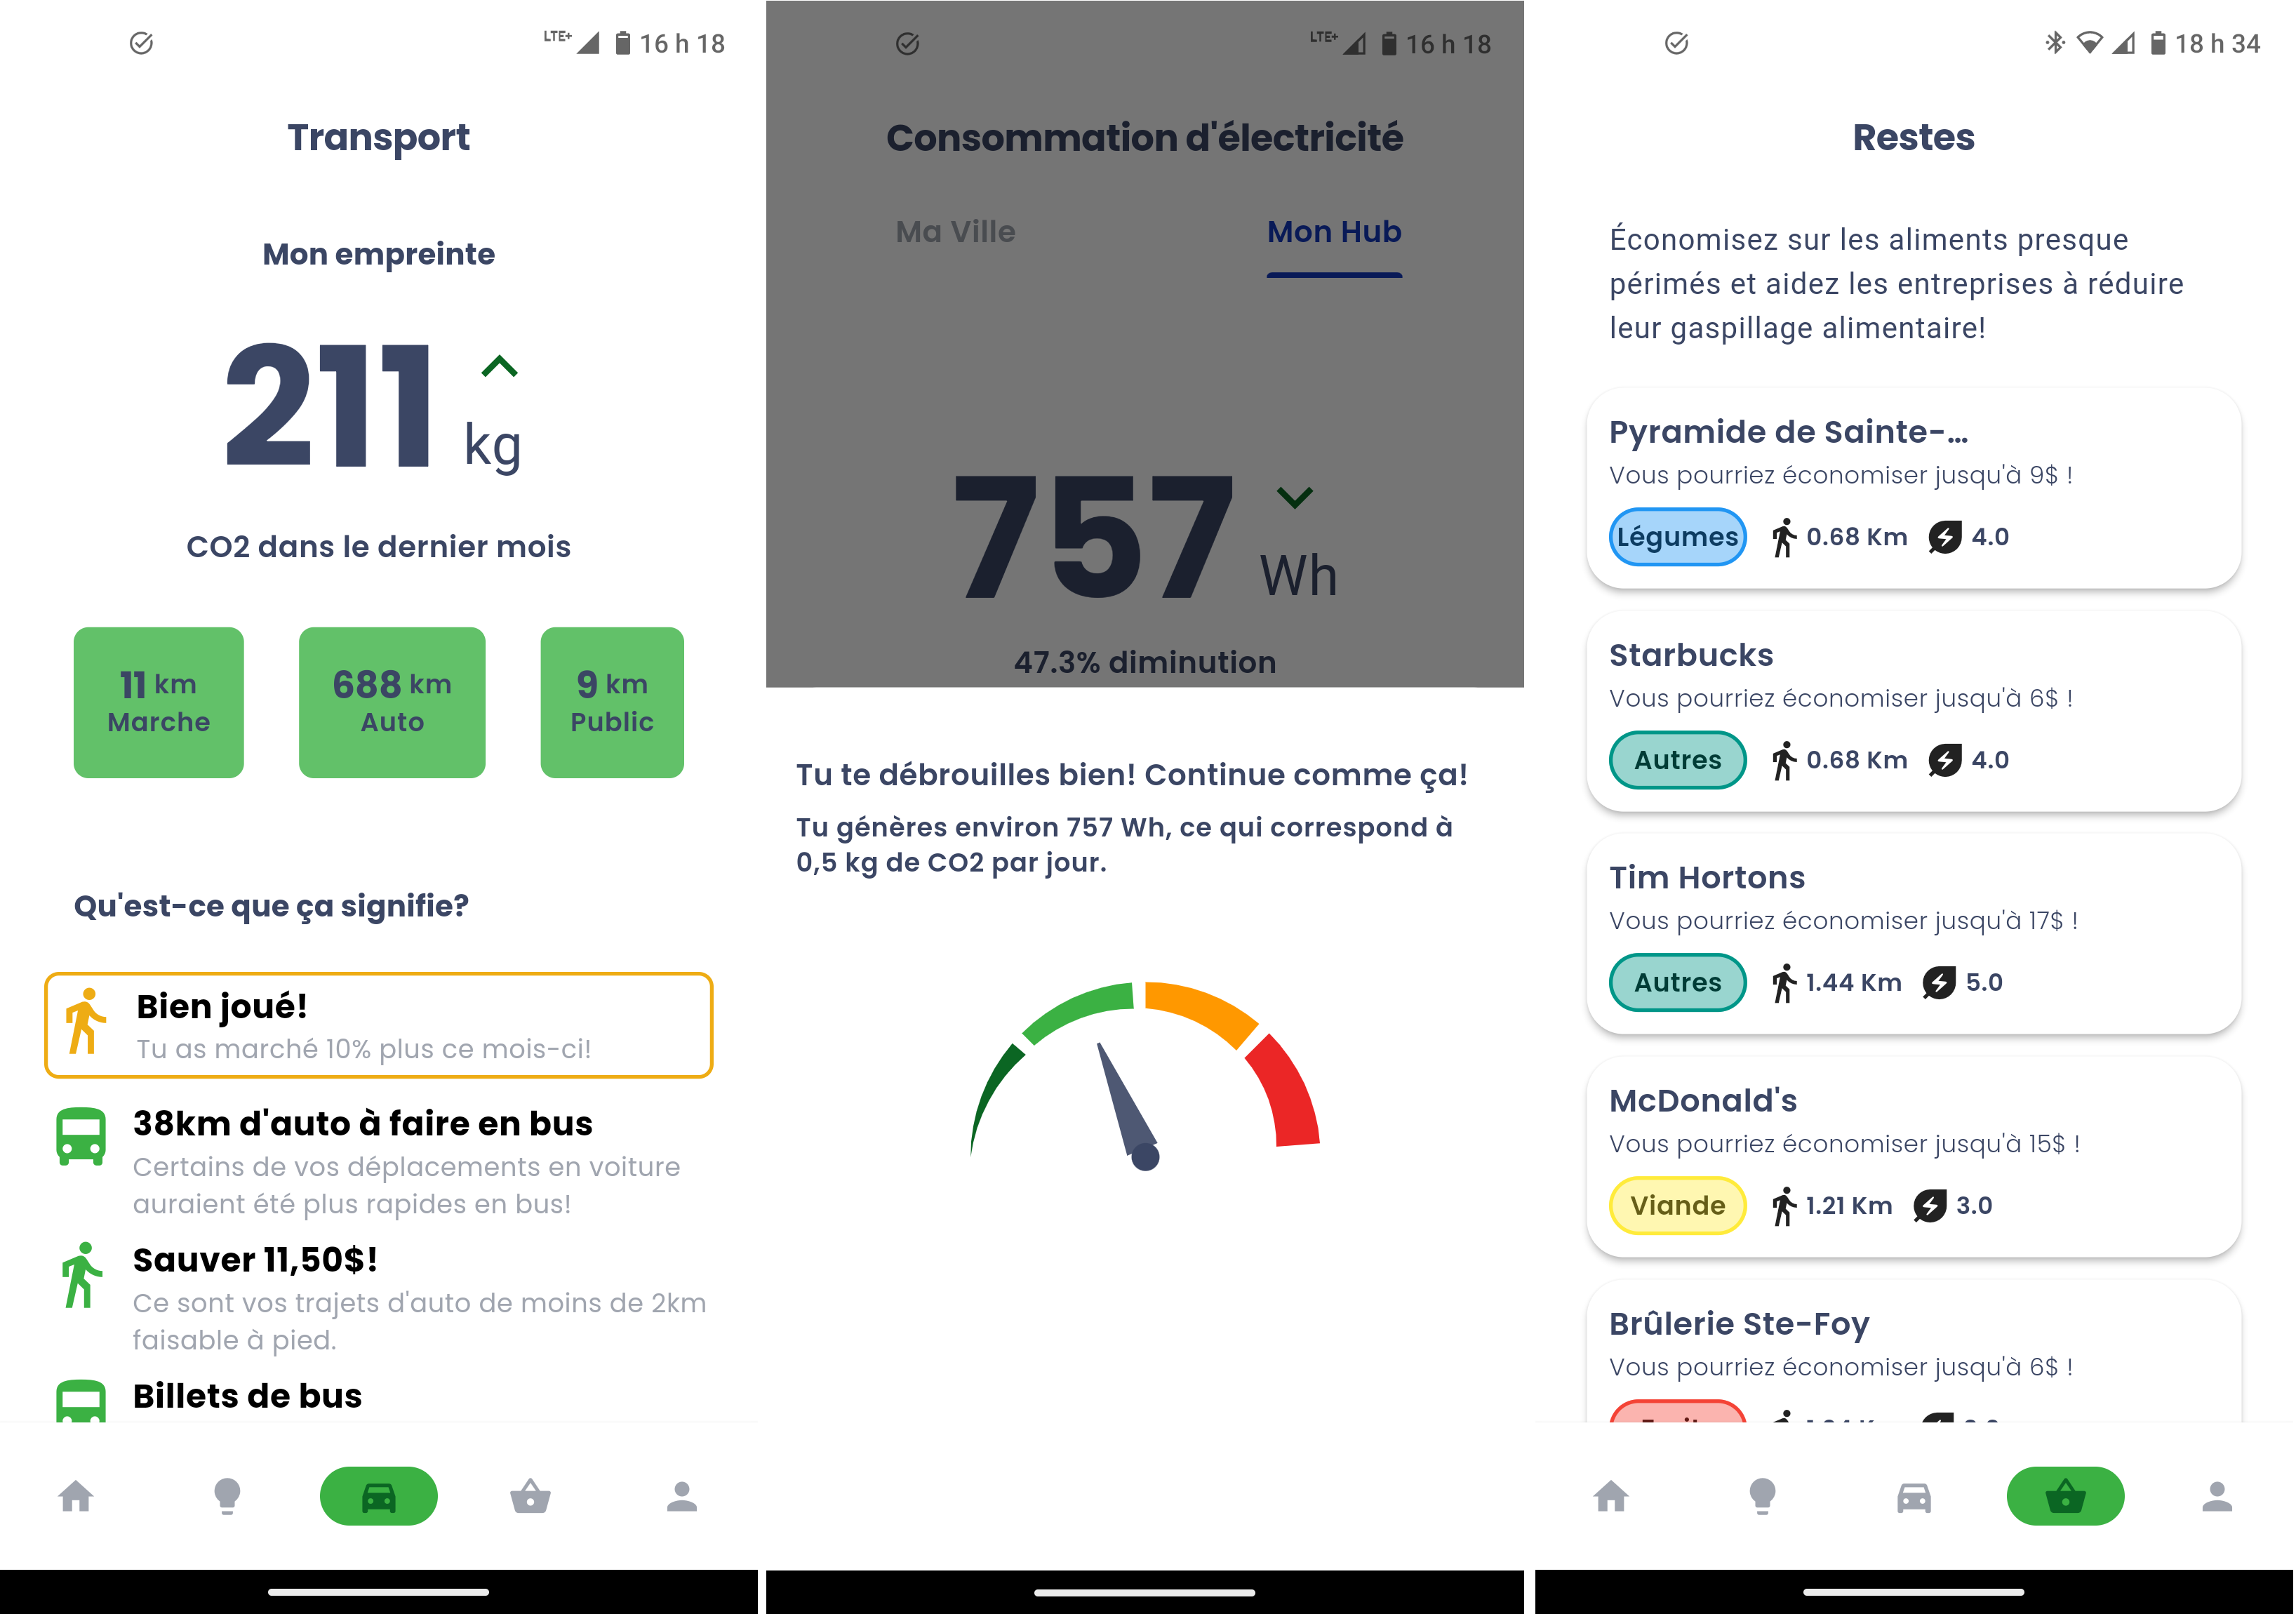 LTE+ 16 h 18
Transport
Mon empreinte
211 kg
CO2 dans le dernier mois
11 km
Marche
688 km
Auto
9 km
Public
Qu'est-ce que ça signifie?
Bien joué!
Tu as marché 10% plus ce mois-ci!
38km d'auto à faire en bus
Certains de vos déplacements en voiture
auraient été plus rapides en bus!
Sauver 11,50$!
Ce sont vos trajets d'auto de moins de 2km
faisable à pied.
Billets de bus
LTE+ 16 h 18
Consommation d'électricité
Ma Ville
Mon Hub
757 Wh
47.3% diminution
Tu te débrouilles bien! Continue comme ça!
Tu génères environ 757 Wh, ce qui correspond à
0,5 kg de CO2 par jour.
18 h 34
Restes
Économisez sur les aliments presque
périmés et aidez les entreprises à réduire
leur gaspillage alimentaire!
Pyramide de Sainte-...
Vous pourriez économiser jusqu'à 9$ !
Légumes 0.68 Km 4.0
Starbucks
Vous pourriez économiser jusqu'à 6$ !
Autres 0.68 Km 4.0
Tim Hortons
Vous pourriez économiser jusqu'à 17$ !
Autres 1.44 Km 5.0
McDonald's
Vous pourriez économiser jusqu'à 15$ !
Viande 1.21 Km 3.0
Brûlerie Ste-Foy
Vous pourriez économiser jusqu'à 6$ !